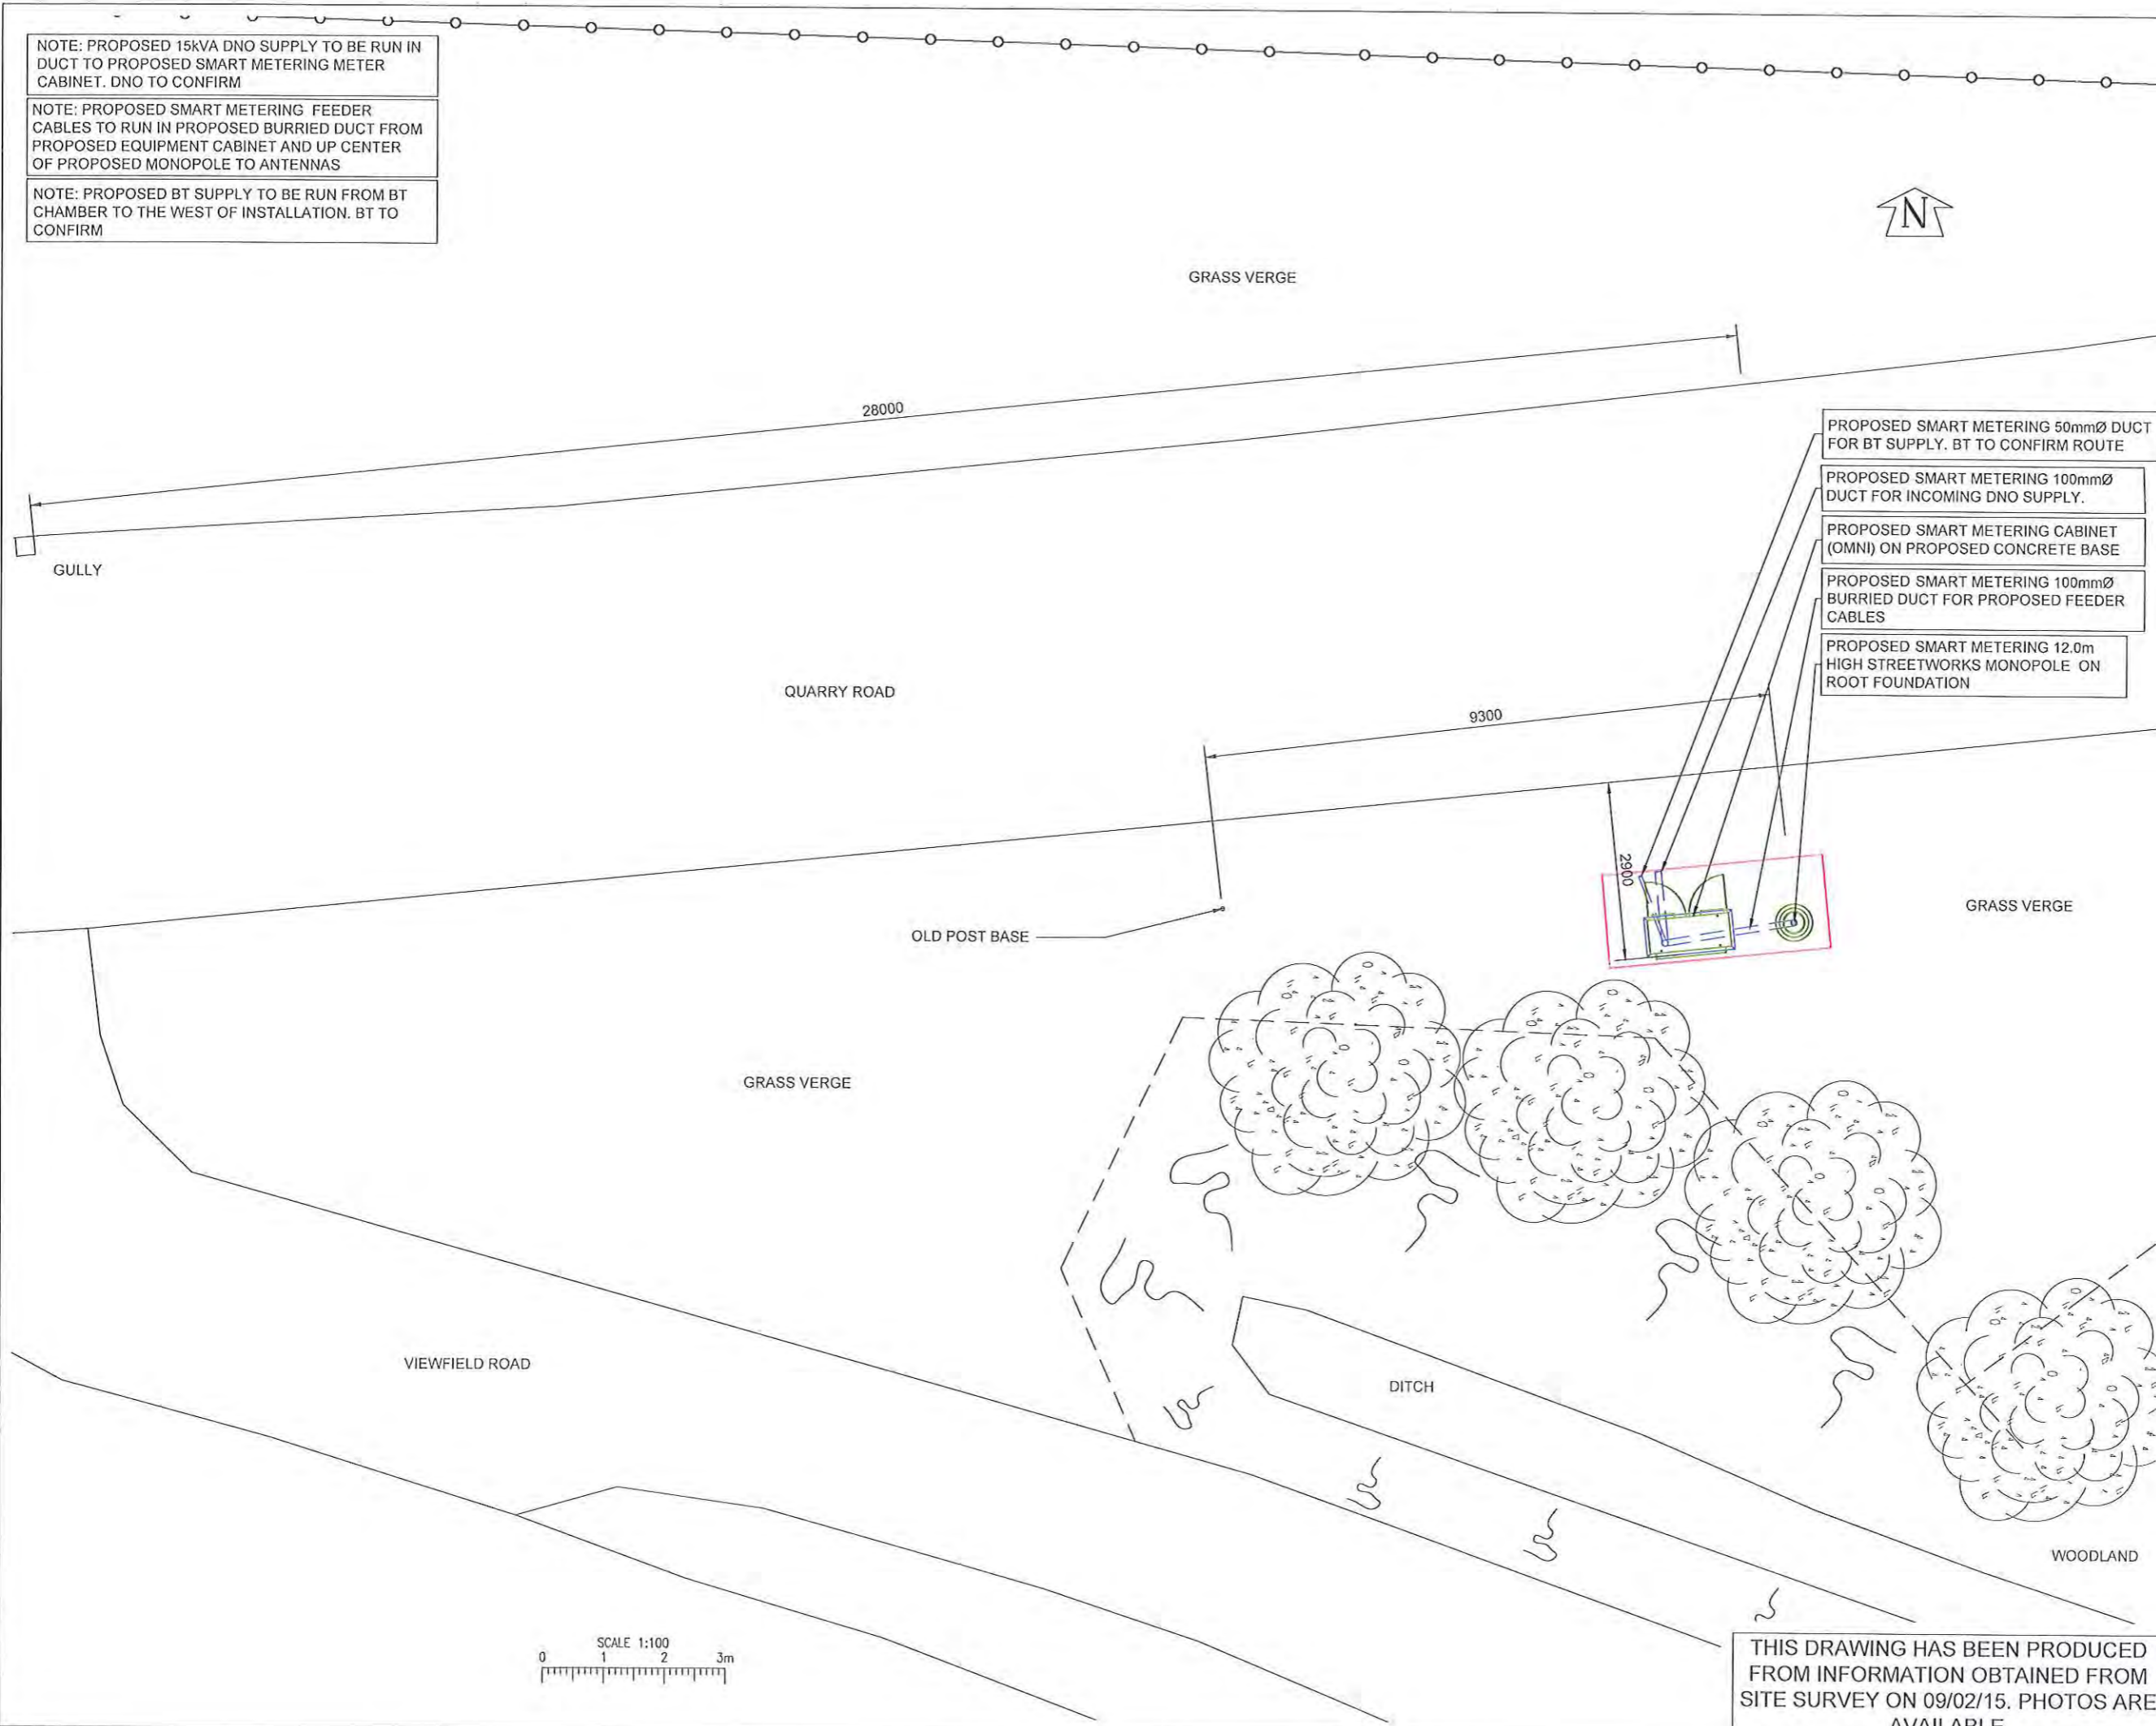 NOTE: PROPOSED 15kVA DNO SUPPLY TO BE RUN IN
DUCT TO PROPOSED SMART METERING METER
CABINET. DNO TO CONFIRM
NOTE: PROPOSED SMART METERING FEEDER
CABLES TO RUN IN PROPOSED BURRIED DUCT FROM
PROPOSED EQUIPMENT CABINET AND UP CENTER
OF PROPOSED MONOPOLE TO ANTENNAS
NOTE: PROPOSED BT SUPPLY TO BE RUN FROM BT
CHAMBER TO THE WEST OF INSTALLATION. BT TO
CONFIRM
N
GRASS VERGE
28000
PROPOSED SMART METERING 50mmØ DUCT
FOR BT SUPPLY. BT TO CONFIRM ROUTE
PROPOSED SMART METERING 100mmØ
DUCT FOR INCOMING DNO SUPPLY.
PROPOSED SMART METERING CABINET
(OMNI) ON PROPOSED CONCRETE BASE
PROPOSED SMART METERING 100mmØ
BURRIED DUCT FOR PROPOSED FEEDER
CABLES
PROPOSED SMART METERING 12.0m
HIGH STREETWORKS MONOPOLE ON
ROOT FOUNDATION
GULLY
QUARRY ROAD
9300
2900
GRASS VERGE
OLD POST BASE
GRASS VERGE
VIEWFIELD ROAD
DITCH
WOODLAND
SCALE 1:100
0 1 2 3m
THIS DRAWING HAS BEEN PRODUCED
FROM INFORMATION OBTAINED FROM
SITE SURVEY ON 09/02/15. PHOTOS ARE
AVAILABLE